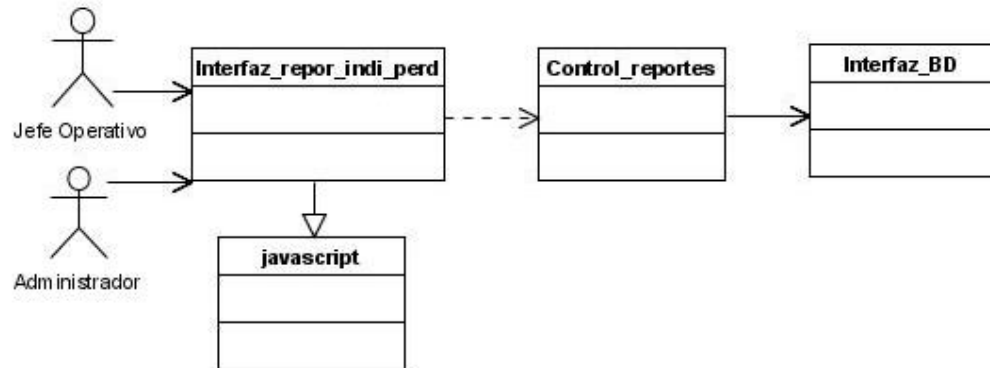 Interfaz_repor_indi_perd
Control_reportes
Interfaz_BD
Jefe Operativo
javascript
Administrador